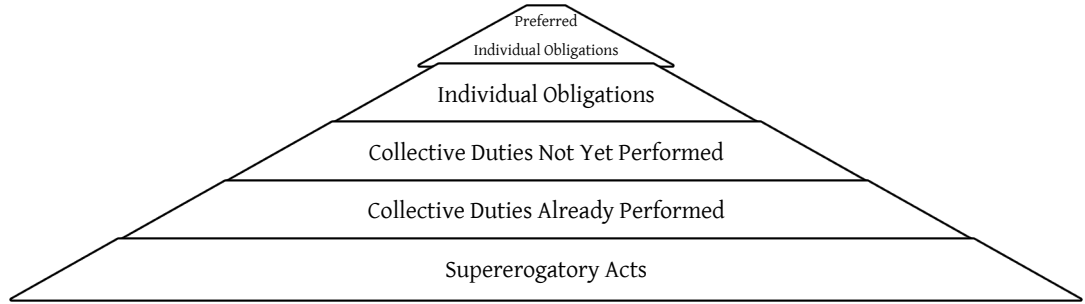 Preferred
Individual Obligations
Individual Obligations
Collective Duties Not Yet Performed
Collective Duties Already Performed
Supererogatory Acts